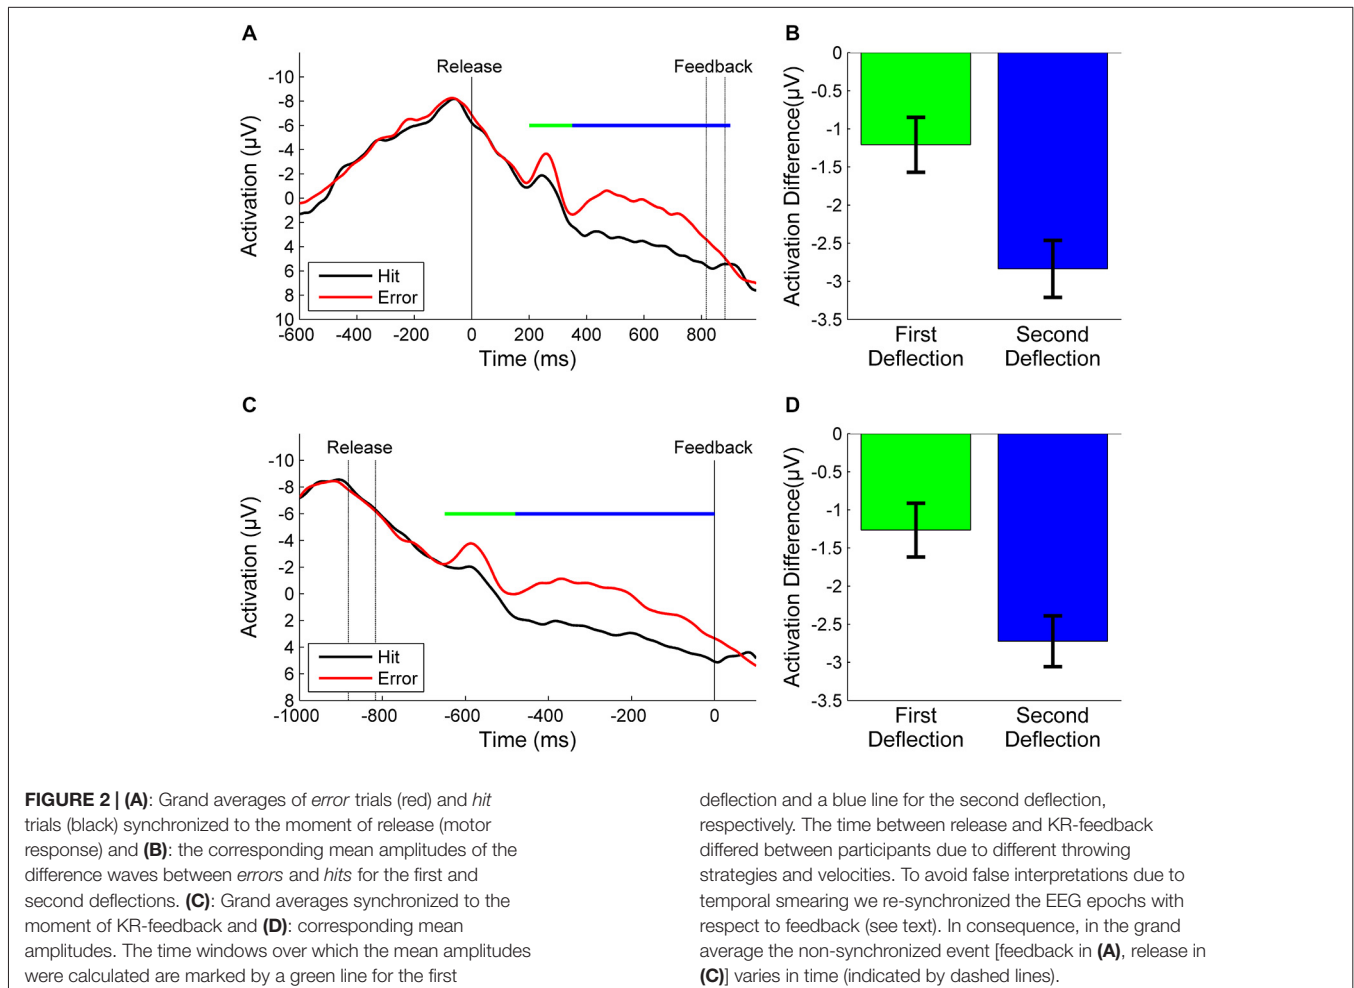 A
Release
Feedback
-10
-8
-6
-4
-2
0
2
4
6
8
10
Activation (µV)
Hit
Error
-600
-400
-200
0
200
400
600
800
Time (ms)
B
0
-0.5
-1
-1.5
-2
-2.5
-3
-3.5
Activation Difference(µV)
First
Deflection
Second
Deflection
C
Release
Feedback
-10
-8
-6
-4
-2
0
2
4
6
8
Activation (µV)
Hit
Error
-1000
-800
-600
-400
-200
0
Time (ms)
D
0
-0.5
-1
-1.5
-2
-2.5
-3
-3.5
Activation Difference(µV)
First
Deflection
Second
Deflection
FIGURE 2 | (A): Grand averages of error trials (red) and hit
trials (black) synchronized to the moment of release (motor
response) and (B): the corresponding mean amplitudes of the
difference waves between errors and hits for the first and
second deflections. (C): Grand averages synchronized to the
moment of KR-feedback and (D): corresponding mean
amplitudes. The time windows over which the mean amplitudes
were calculated are marked by a green line for the first
deflection and a blue line for the second deflection,
respectively. The time between release and KR-feedback
differed between participants due to different throwing
strategies and velocities. To avoid false interpretations due to
temporal smearing we re-synchronized the EEG epochs with
respect to feedback (see text). In consequence, in the grand
average the non-synchronized event [feedback in (A), release in
(C)] varies in time (indicated by dashed lines).